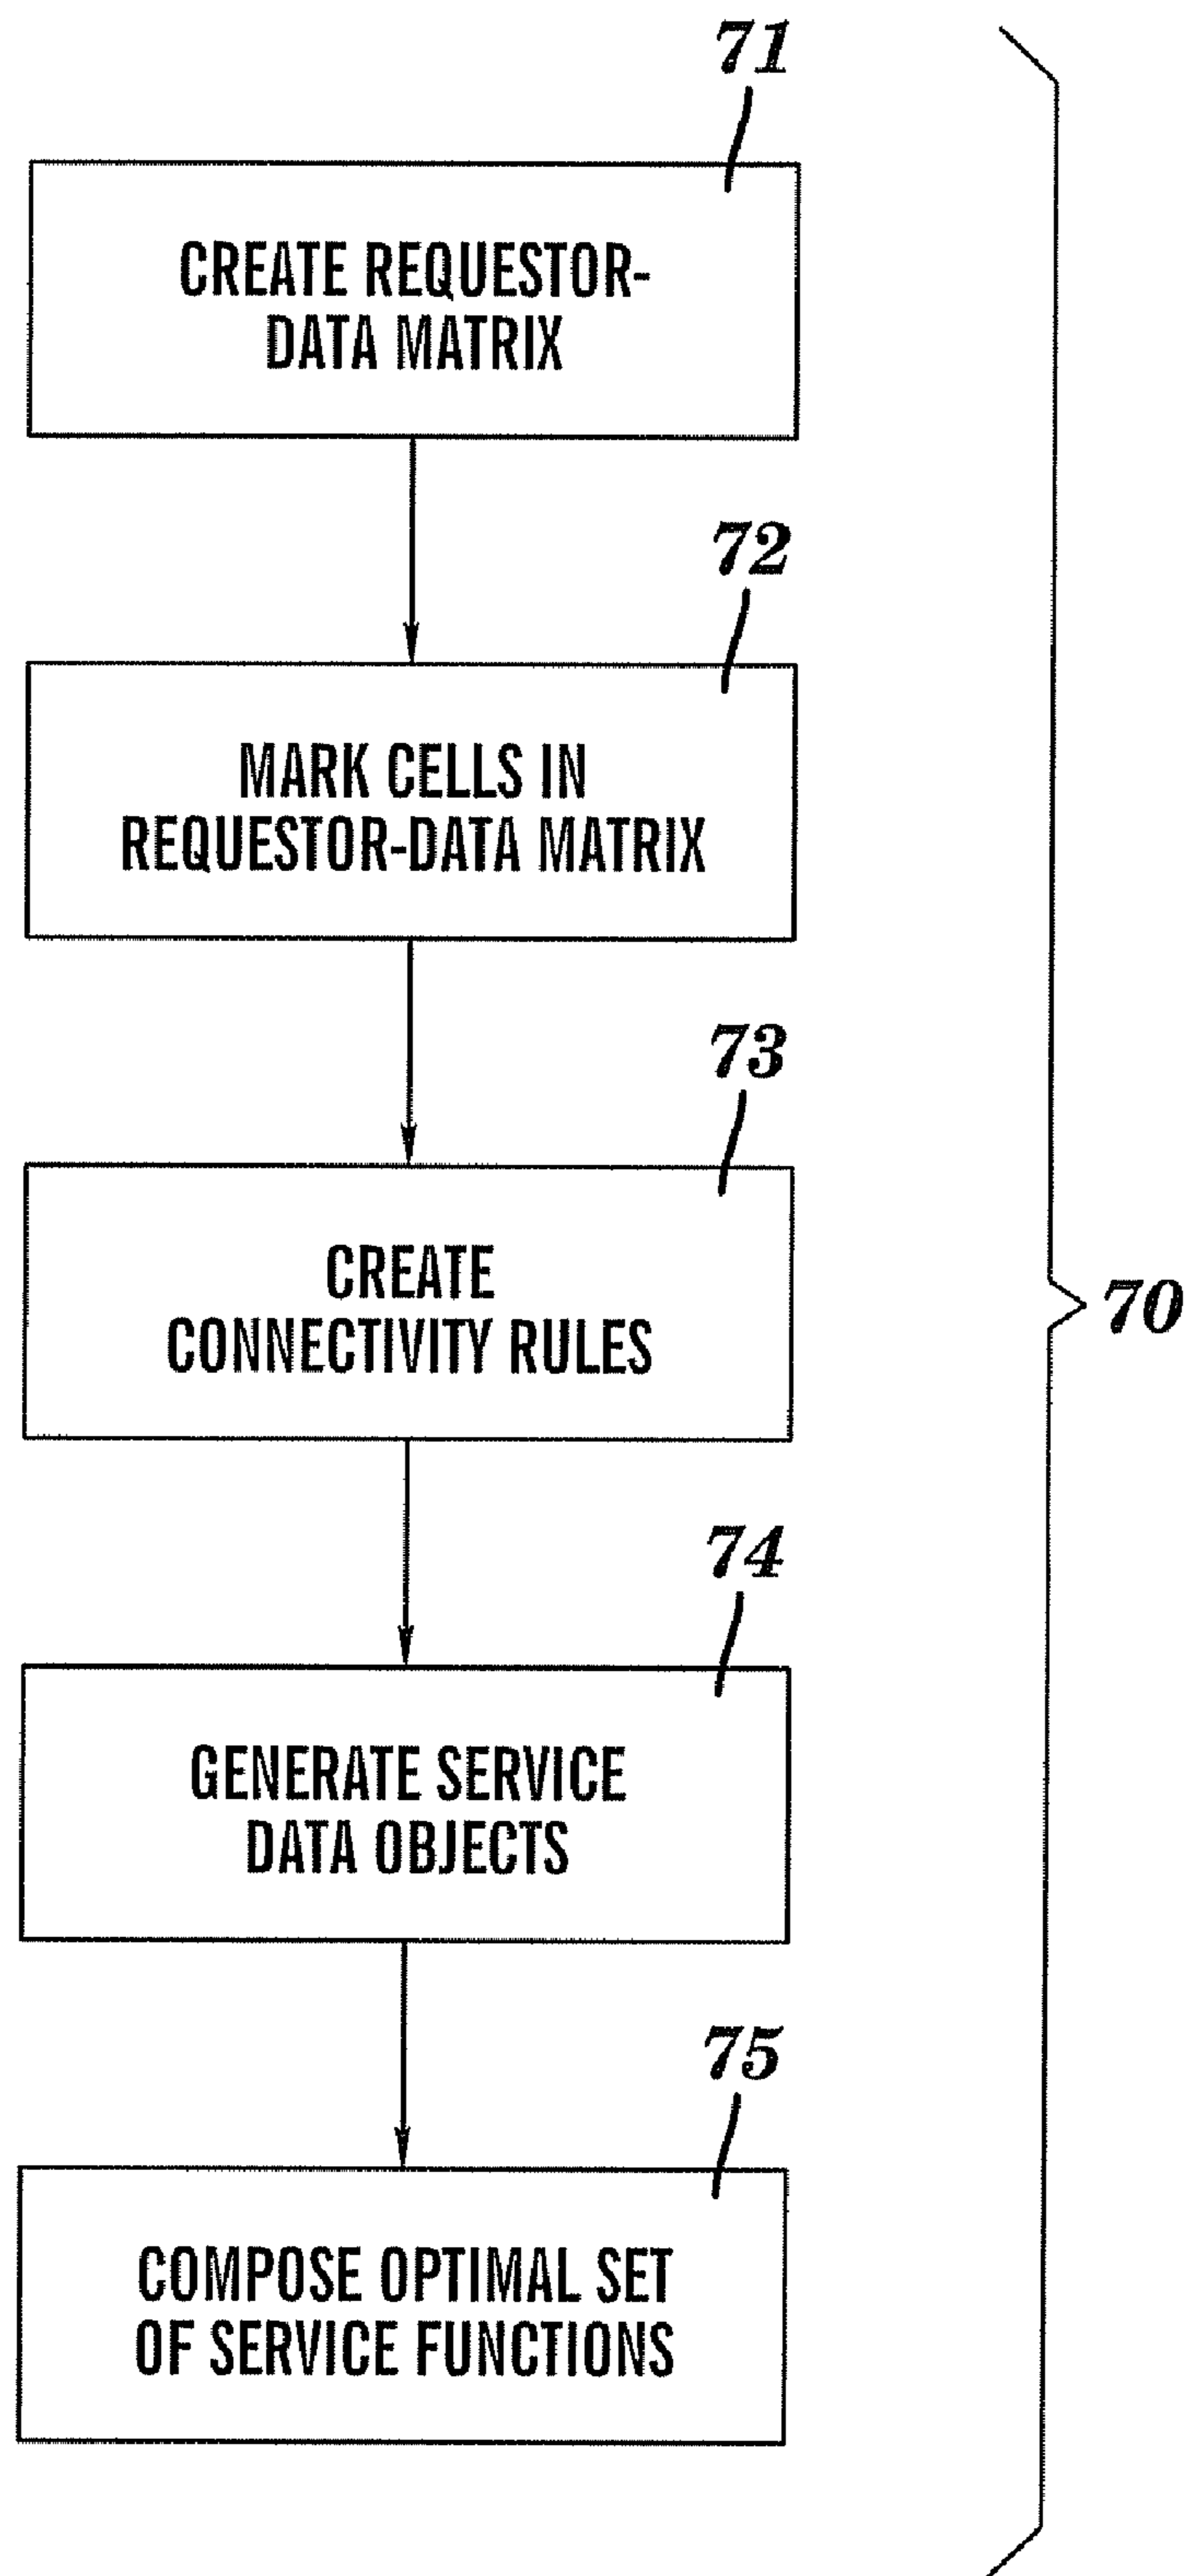 71
CREATE REQUESTOR-
DATA MATRIX
72
MARK CELLS IN
REQUESTOR-DATA MATRIX
73
CREATE
CONNECTIVITY RULES
70
74
GENERATE SERVICE
DATA OBJECTS
75
COMPOSE OPTIMAL SET
OF SERVICE FUNCTIONS